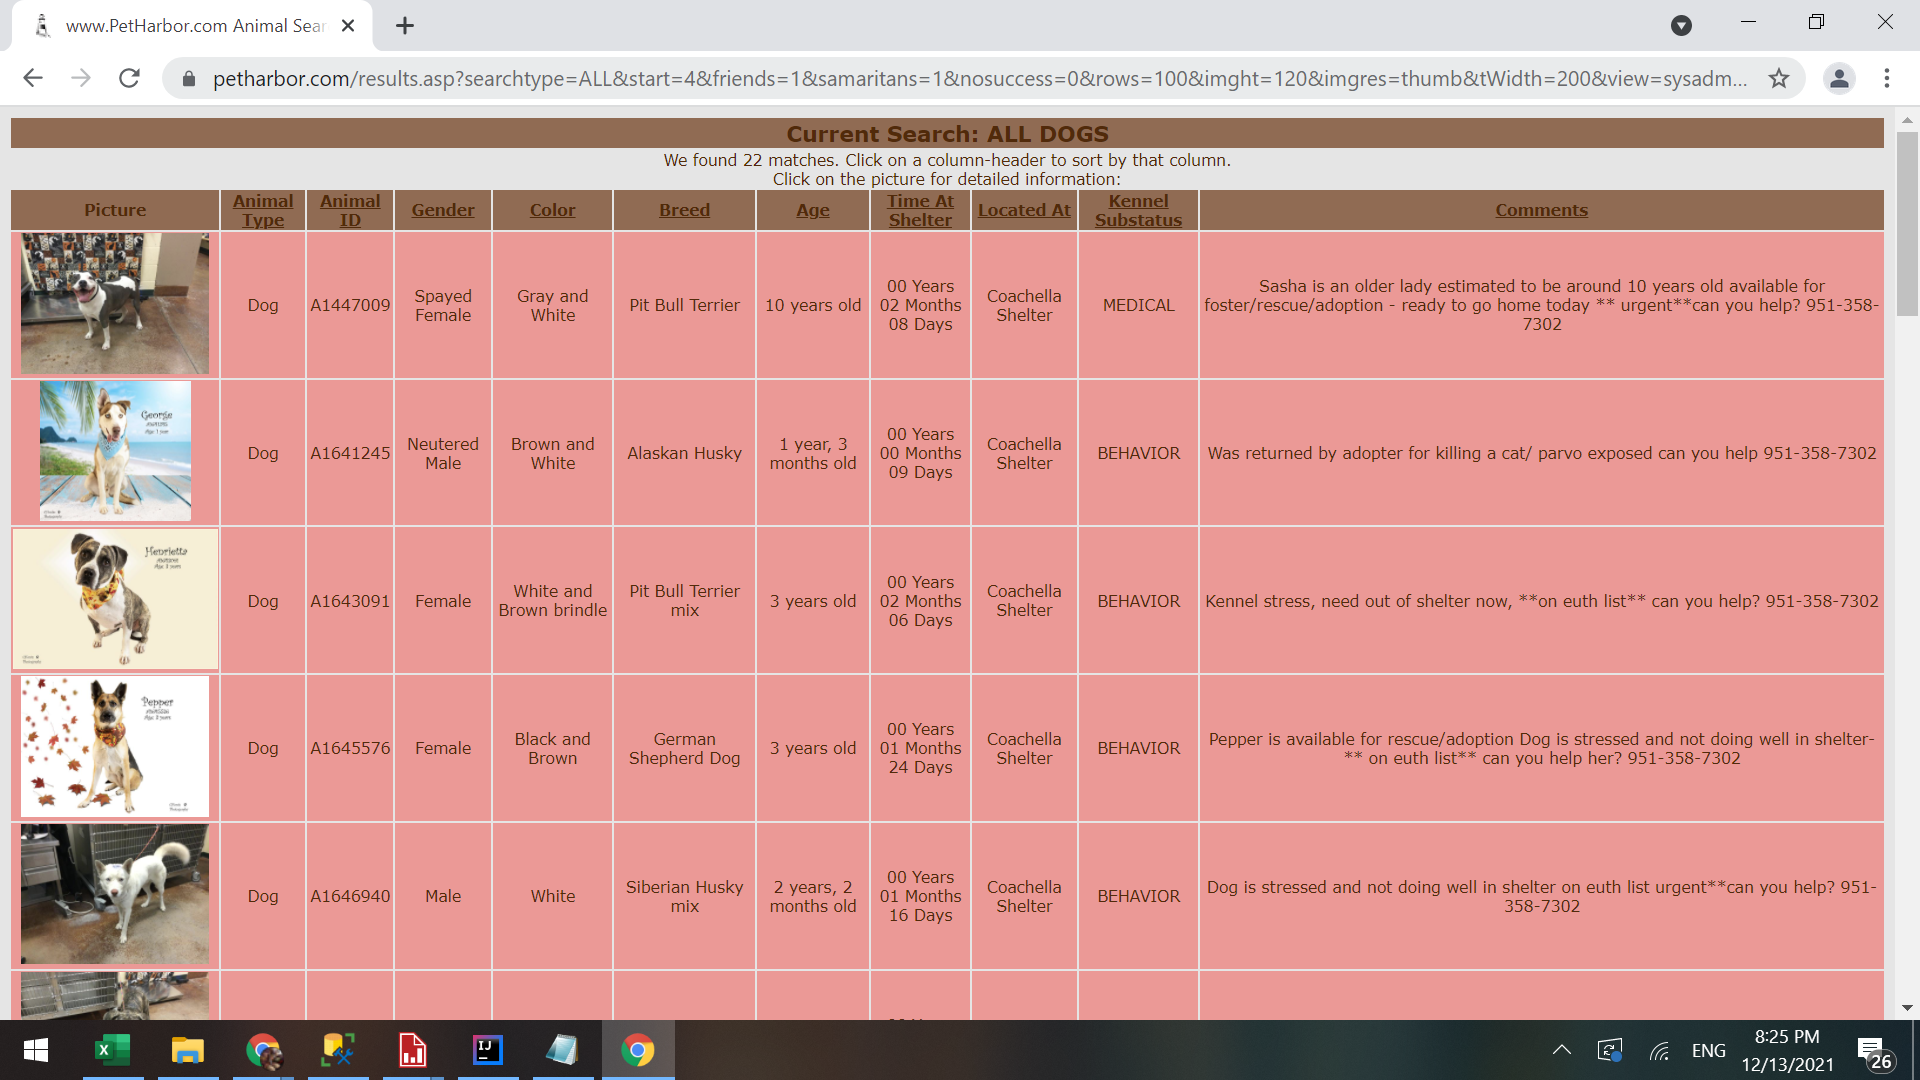 www.PetHarbor.com Animal Sear
petharbor.com/results.asp?searchtype=ALL&start=4&friends=1&samaritans=1&nosuccess=0&rows=100&imght=120&imgres=thumb&tWidth=200&view=sysadm...
Current Search: ALL DOGS
We found 22 matches. Click on a column-header to sort by that column.
Click on the picture for detailed information:
Picture
Animal
Type
Animal
ID
Gender
Color
Breed
Age
Time At
Shelter
Located At
Kennel
Substatus
Comments
Dog
A1447009
Spayed
Female
Gray and
White
Pit Bull Terrier
10 years old
00 Years
02 Months
08 Days
Coachella
Shelter
MEDICAL
Sasha is an older lady estimated to be around 10 years old available for
foster/rescue/adoption - ready to go home today ** urgent**can you help? 951-358-
7302
George
Dog
A1641245
Neutered
Male
Brown and
White
Alaskan Husky
1 year, 3
months old
00 Years
00 Months
09 Days
Coachella
Shelter
BEHAVIOR
Was returned by adopter for killing a cat/ parvo exposed can you help 951-358-7302
Henrietta
Age: 3 years
Dog
A1643091
Female
White and
Brown brindle
Pit Bull Terrier
mix
3 years old
00 Years
02 Months
06 Days
Coachella
Shelter
BEHAVIOR
Kennel stress, need out of shelter now, **on euth list** can you help? 951-358-7302
Pepper
Age: 3 years
Dog
A1645576
Female
Black and
Brown
German
Shepherd Dog
3 years old
00 Years
01 Months
24 Days
Coachella
Shelter
BEHAVIOR
Pepper is available for rescue/adoption Dog is stressed and not doing well in shelter-
** on euth list** can you help her? 951-358-7302
Dog
A1646940
Male
White
Siberian Husky
mix
2 years, 2
months old
00 Years
01 Months
16 Days
Coachella
Shelter
BEHAVIOR
Dog is stressed and not doing well in shelter on euth list urgent**can you help? 951-
358-7302
ENG
8:25 PM
12/13/2021
26